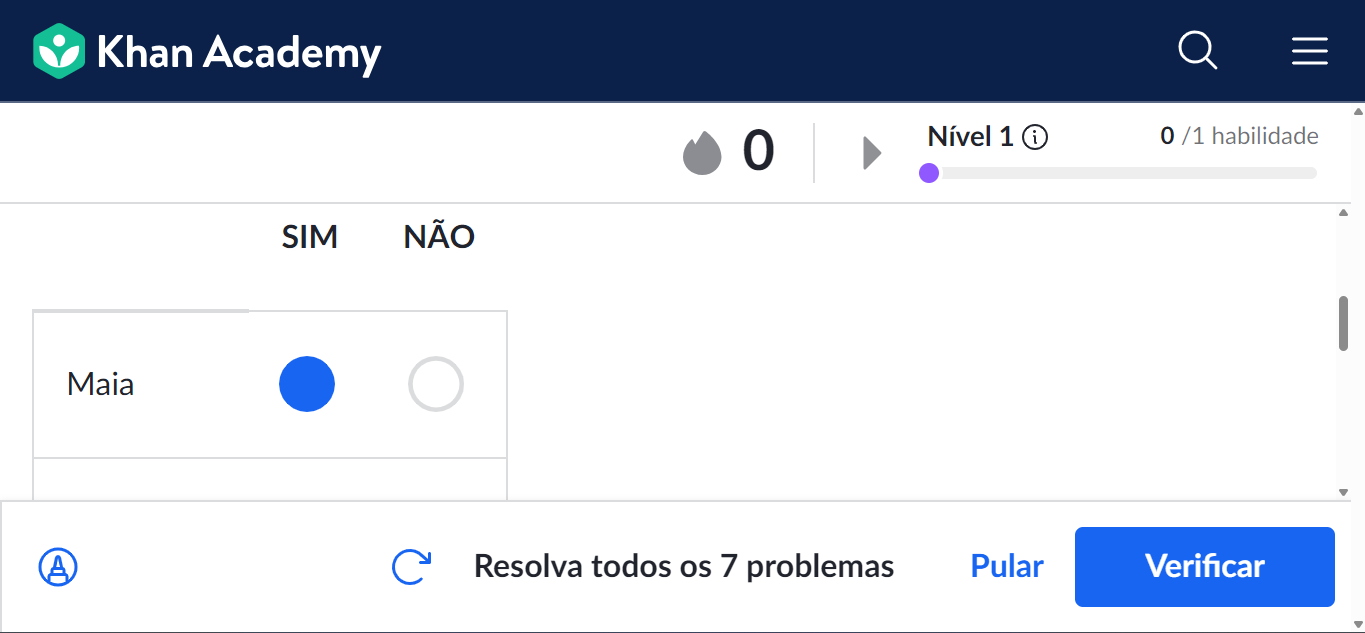 Khan Academy
0
Nível 1
0 /1 habilidade
SIM NÃO
Maia
Resolva todos os 7 problemas
Pular
Verificar